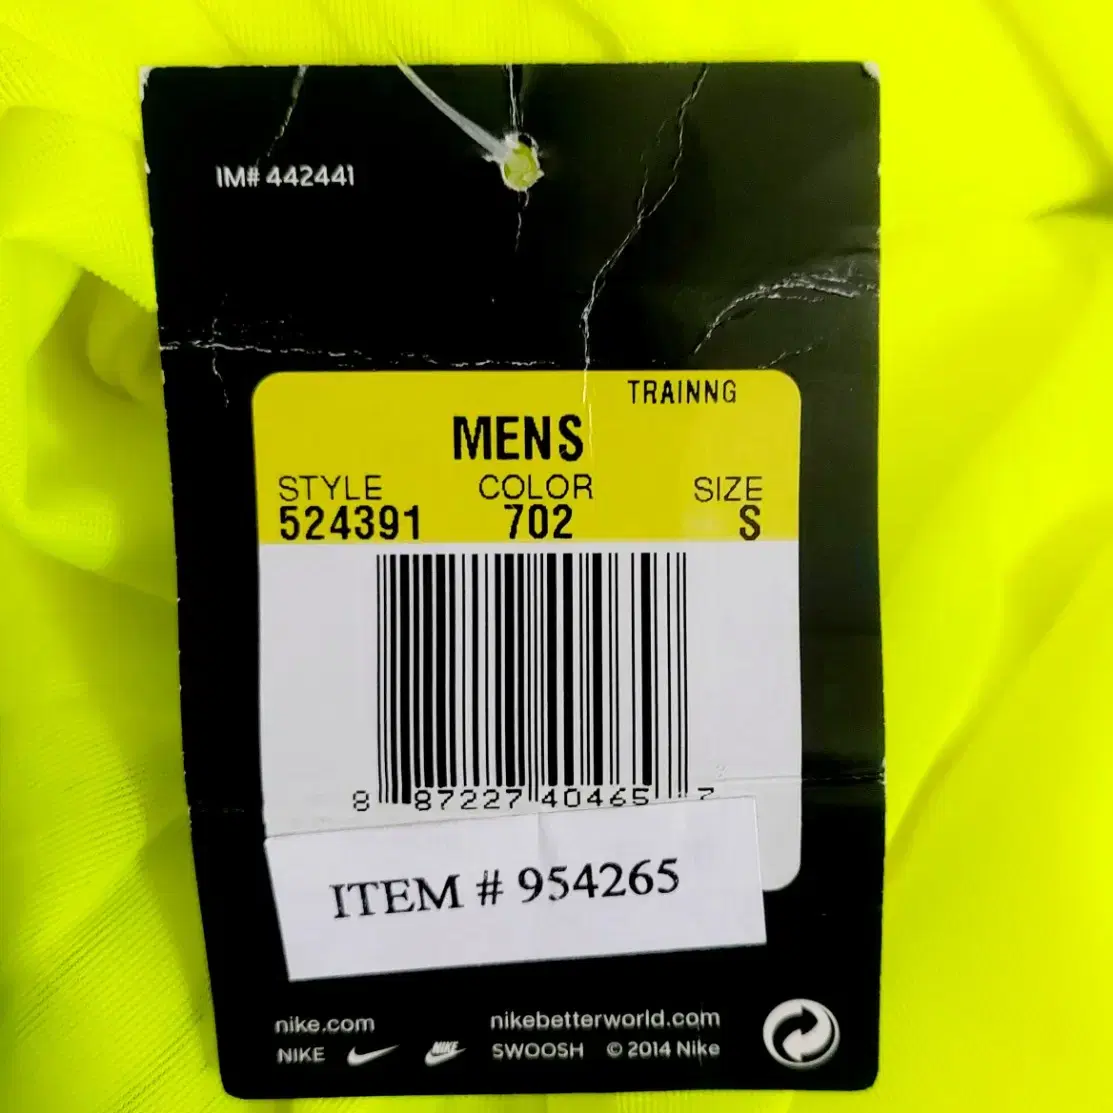 IM# 442441
TRAINNG
MENS
STYLE COLOR SIZE
524391 702 S
8 87227 40465 7
ITEM # 954265
nike.com nikebetterworld.com
NIKE NIKE SWOOSH © 2014 Nike